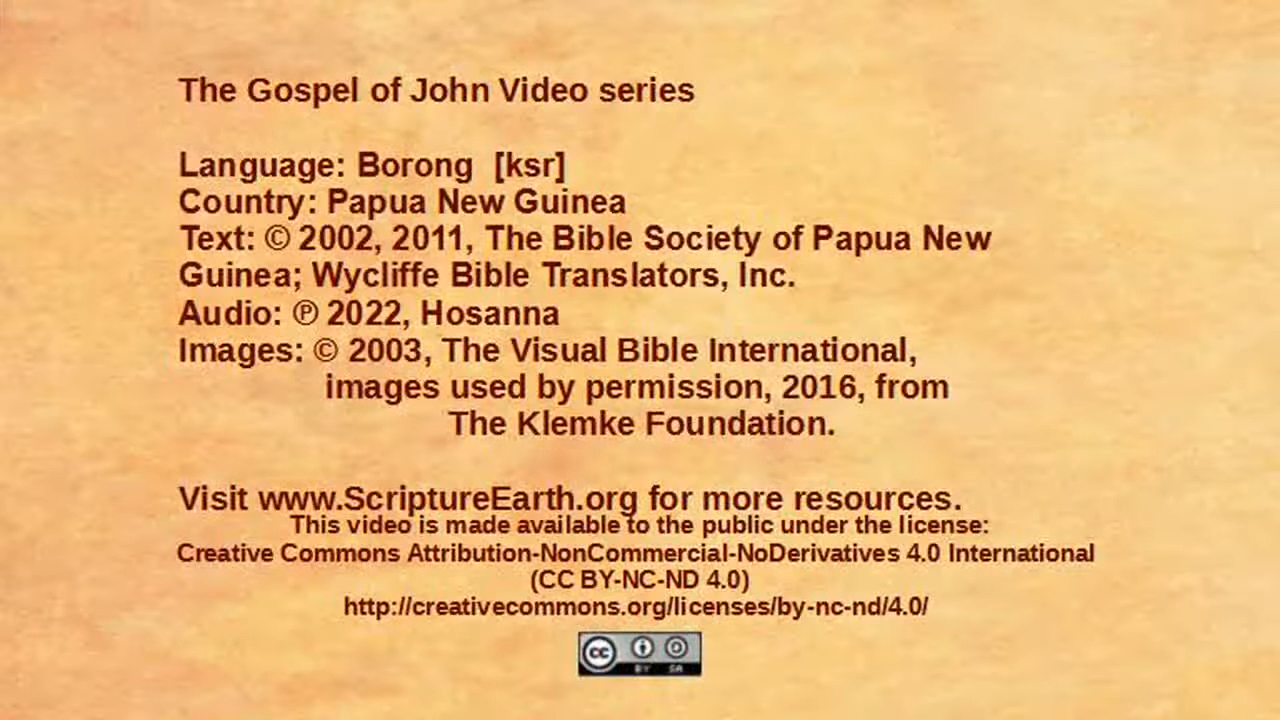 The Gospel of John Video series
Language: Borong [ksr]
Country: Papua New Guinea
Text: © 2002, 2011, The Bible Society of Papua New
Guinea; Wycliffe Bible Translators, Inc.
Audio: ℗ 2022, Hosanna
Images: © 2003, The Visual Bible International,
images used by permission, 2016, from
The Klemke Foundation.
Visit www.ScriptureEarth.org for more resources.
This video is made available to the public under the license:
Creative Commons Attribution-NonCommercial-NoDerivatives 4.0 International
(CC BY-NC-ND 4.0)
http://creativecommons.org/licenses/by-nc-nd/4.0/
cc
BY SA